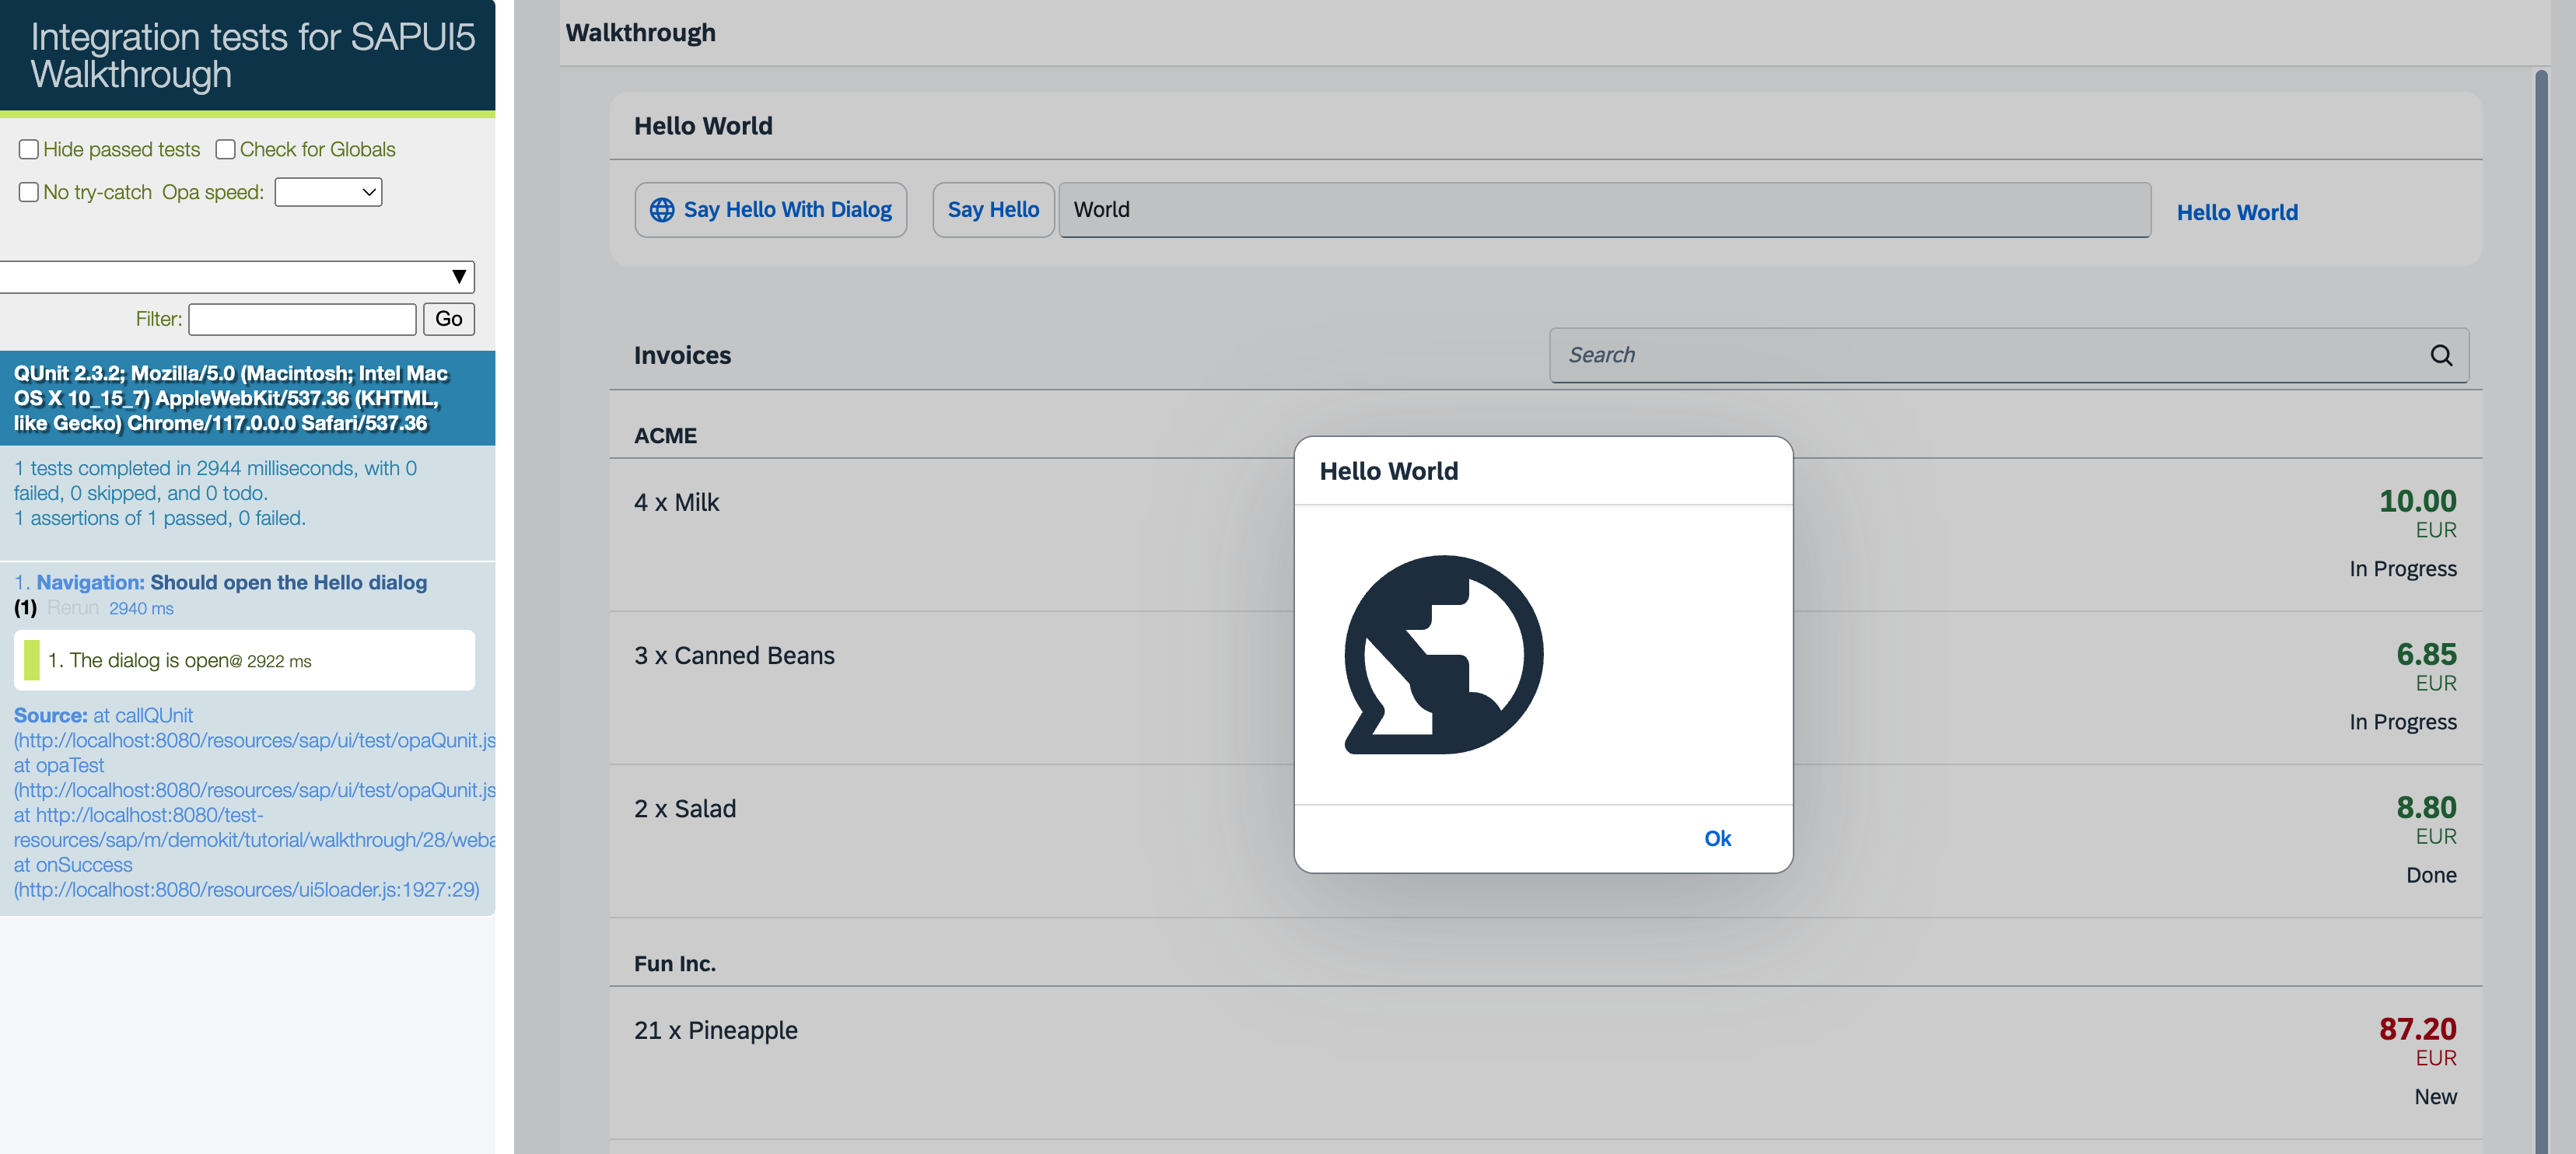 Integration tests for SAPUI5
Walkthrough
Hide passed tests
Check for Globals
No try-catch
Opa speed:
Filter:
Go
QUnit 2.3.2; Mozilla/5.0 (Macintosh; Intel Mac
OS X 10_15_7) AppleWebKit/537.36 (KHTML,
like Gecko) Chrome/117.0.0.0 Safari/537.36
1 tests completed in 2944 milliseconds, with 0
failed, 0 skipped, and 0 todo.
1 assertions of 1 passed, 0 failed.
1. Navigation: Should open the Hello dialog
(1) Rerun 2940 ms
1. The dialog is open@ 2922 ms
Source: at callQUnit
(http://localhost:8080/resources/sap/ui/test/opaQunit.js
at opaTest
(http://localhost:8080/resources/sap/ui/test/opaQunit.js
at http://localhost:8080/test-
resources/sap/m/demokit/tutorial/walkthrough/28/weba
at onSuccess
(http://localhost:8080/resources/ui5loader.js:1927:29)
Walkthrough
Hello World
Say Hello With Dialog
Say Hello
World
Hello World
Invoices
Search
ACME
4 x Milk
10.00
EUR
In Progress
3 x Canned Beans
6.85
EUR
In Progress
2 x Salad
8.80
EUR
Done
Fun Inc.
21 x Pineapple
87.20
EUR
New
Hello World
Ok